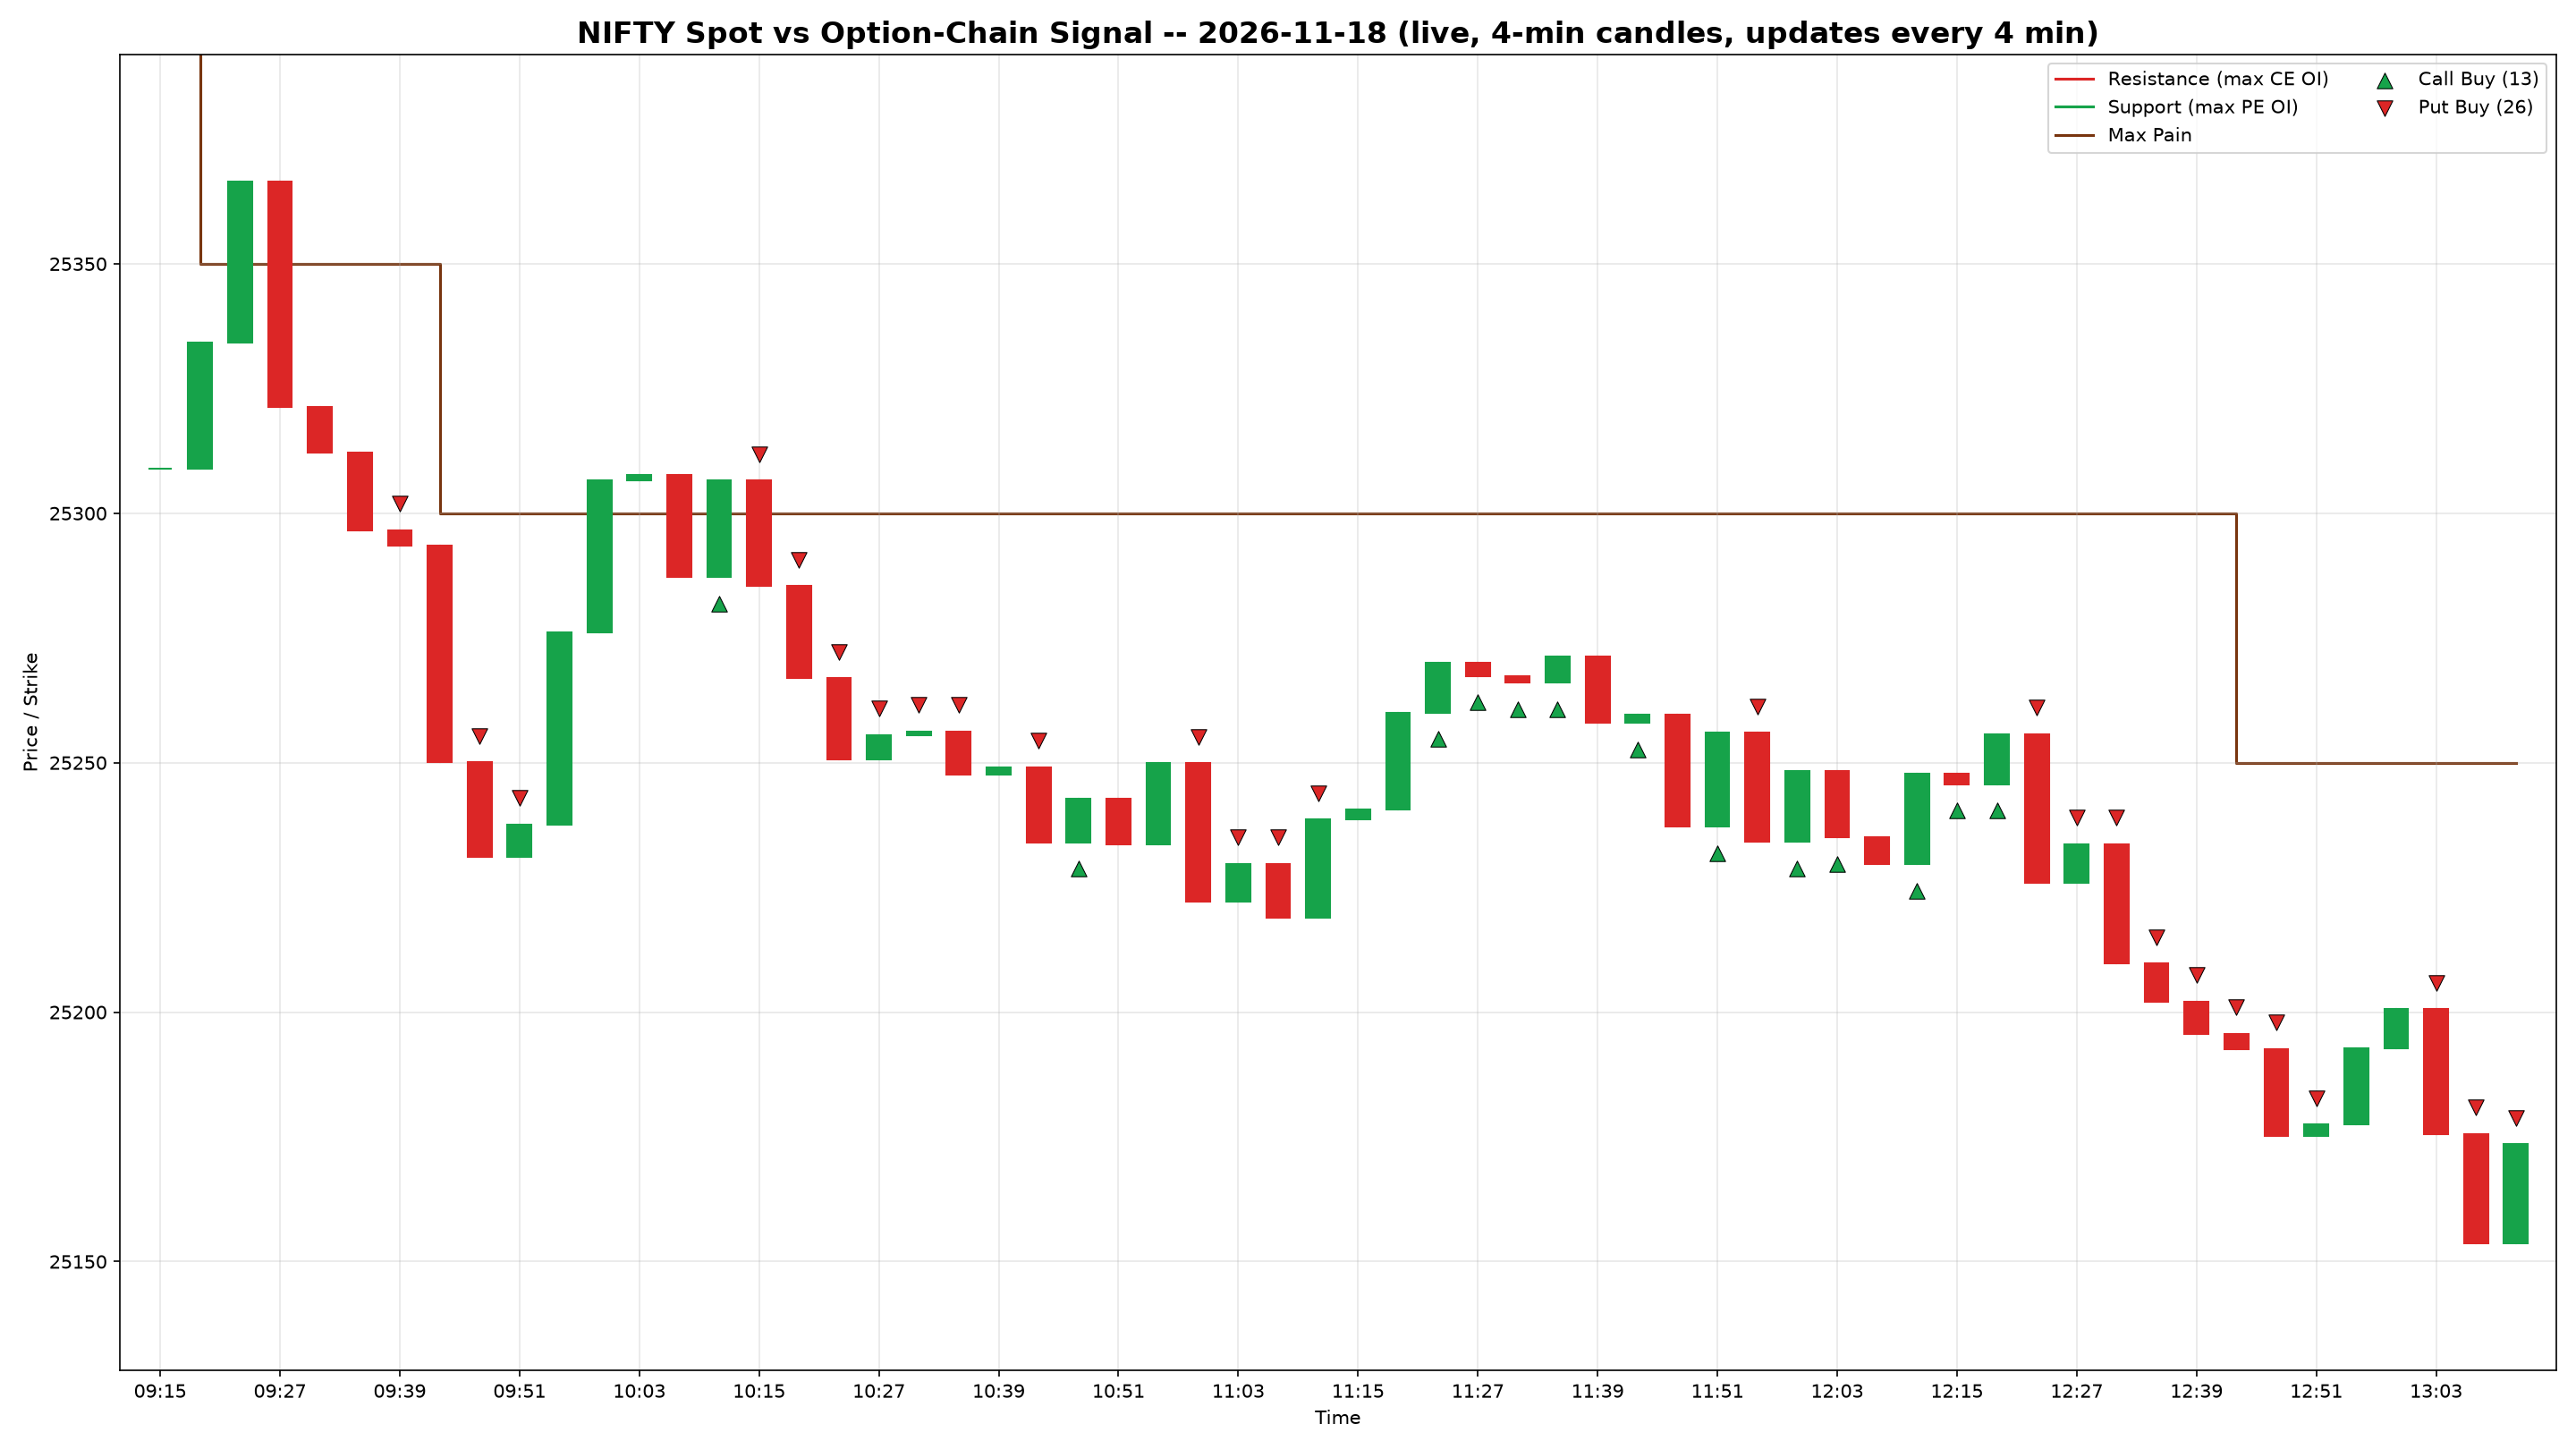 NIFTY Spot vs Option-Chain Signal -- 2026-11-18 (live, 4-min candles, updates every 4 min)
Resistance (max CE OI)
Support (max PE OI)
Max Pain
Call Buy (13)
Put Buy (26)
Price / Strike
25350
25300
25250
25200
25150
09:15 09:27 09:39 09:51 10:03 10:15 10:27 10:39 10:51 11:03 11:15 11:27 11:39 11:51 12:03 12:15 12:27 12:39 12:51 13:03
Time